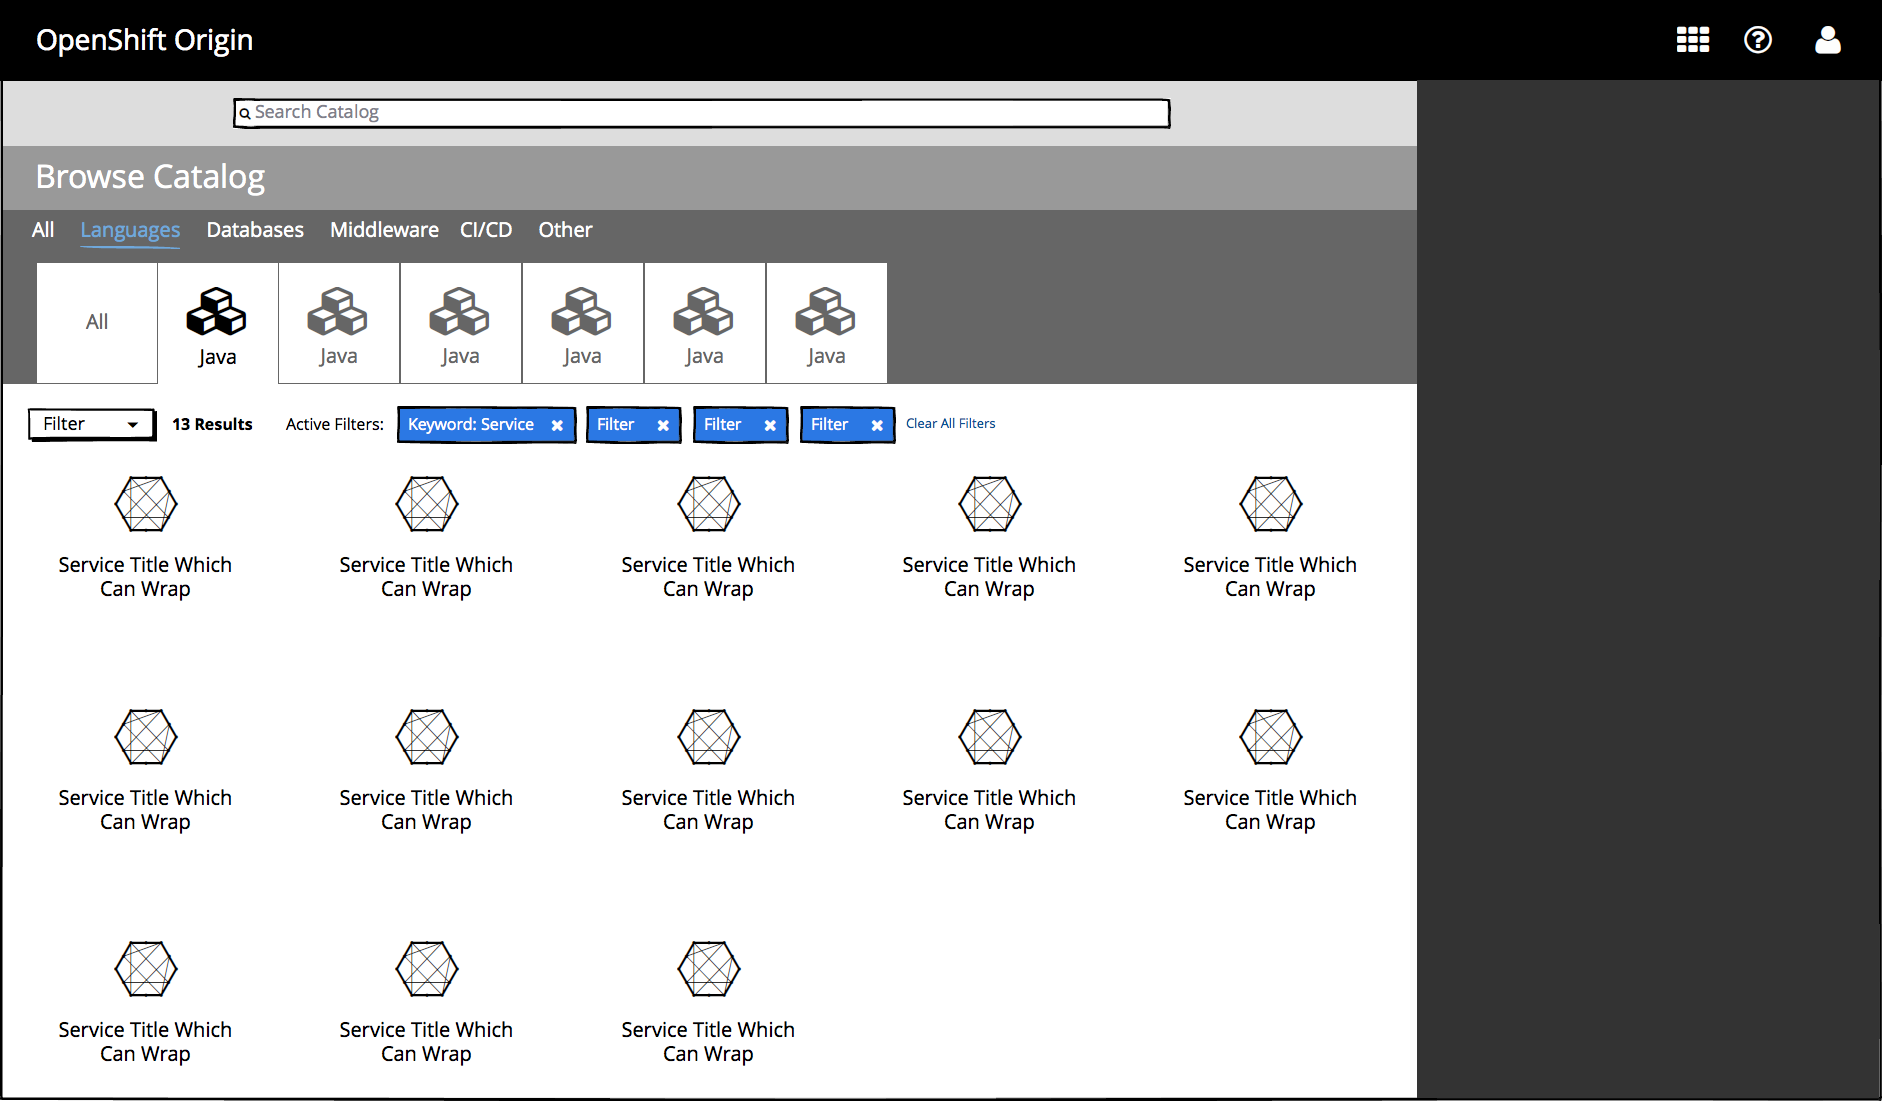 OpenShift Origin
Search Catalog
Browse Catalog
All Languages Databases Middleware CI/CD Other
All Java Java Java Java Java Java
Filter 13 Results Active Filters: Keyword: Service Filter Filter Filter Clear All Filters
Service Title Which Service Title Which Service Title Which Service Title Which Service Title Which
Can Wrap Can Wrap Can Wrap Can Wrap Can Wrap
Service Title Which Service Title Which Service Title Which Service Title Which Service Title Which
Can Wrap Can Wrap Can Wrap Can Wrap Can Wrap
Service Title Which Service Title Which Service Title Which
Can Wrap Can Wrap Can Wrap